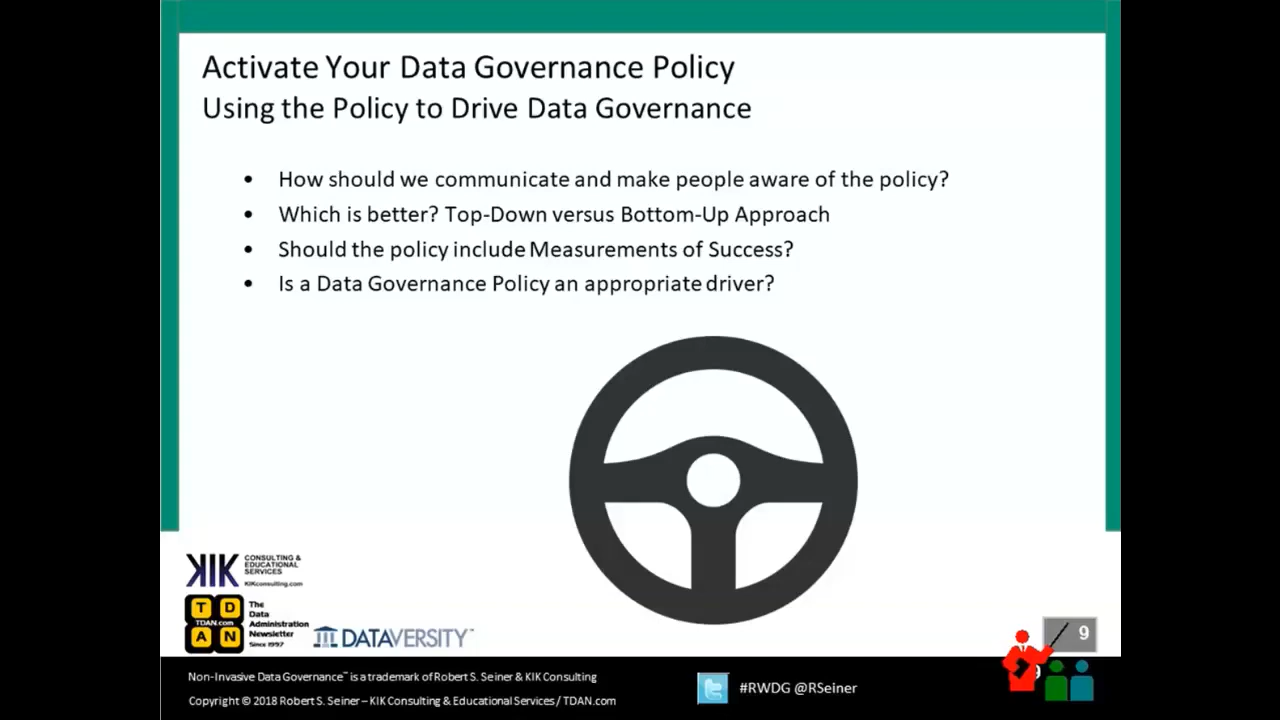 Activate Your Data Governance Policy
Using the Policy to Drive Data Governance
• How should we communicate and make people aware of the policy?
• Which is better? Top-Down versus Bottom-Up Approach
• Should the policy include Measurements of Success?
• Is a Data Governance Policy an appropriate driver?
KIK CONSULTING &
EDUCATIONAL
SERVICES
KIKconsulting.com
T D
TDAN.com
A N
The
Data
Administration
Newsletter
Since 1997
DATAVERSITY™
9
9
Non-Invasive Data Governance™ is a trademark of Robert S. Seiner & KIK Consulting
Copyright © 2018 Robert S. Seiner – KIK Consulting & Educational Services / TDAN.com
#RWDG @RSeiner